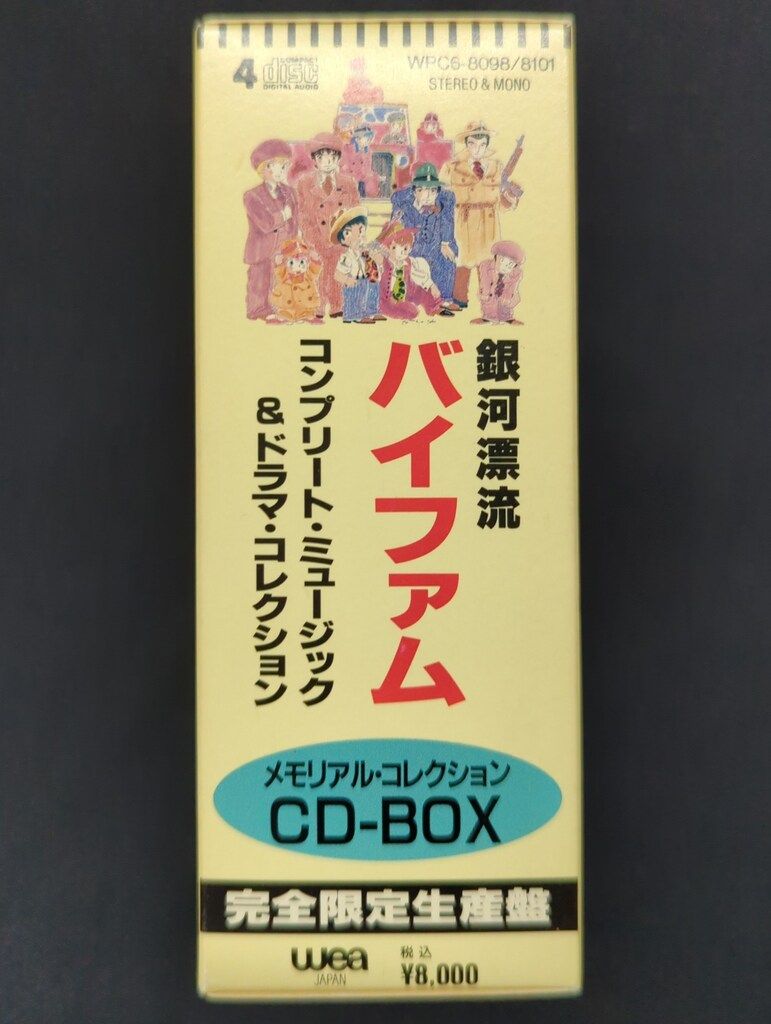 4 COMPACT disc DIGITAL AUDIO
WPC6-8098/8101
STEREO & MONO
銀河漂流
バイファム
コンプリート・ミュージック
&ドラマ・コレクション
メモリアル・コレクション
CD-BOX
完全限定生産盤
wea
JAPAN
税込
¥8,000